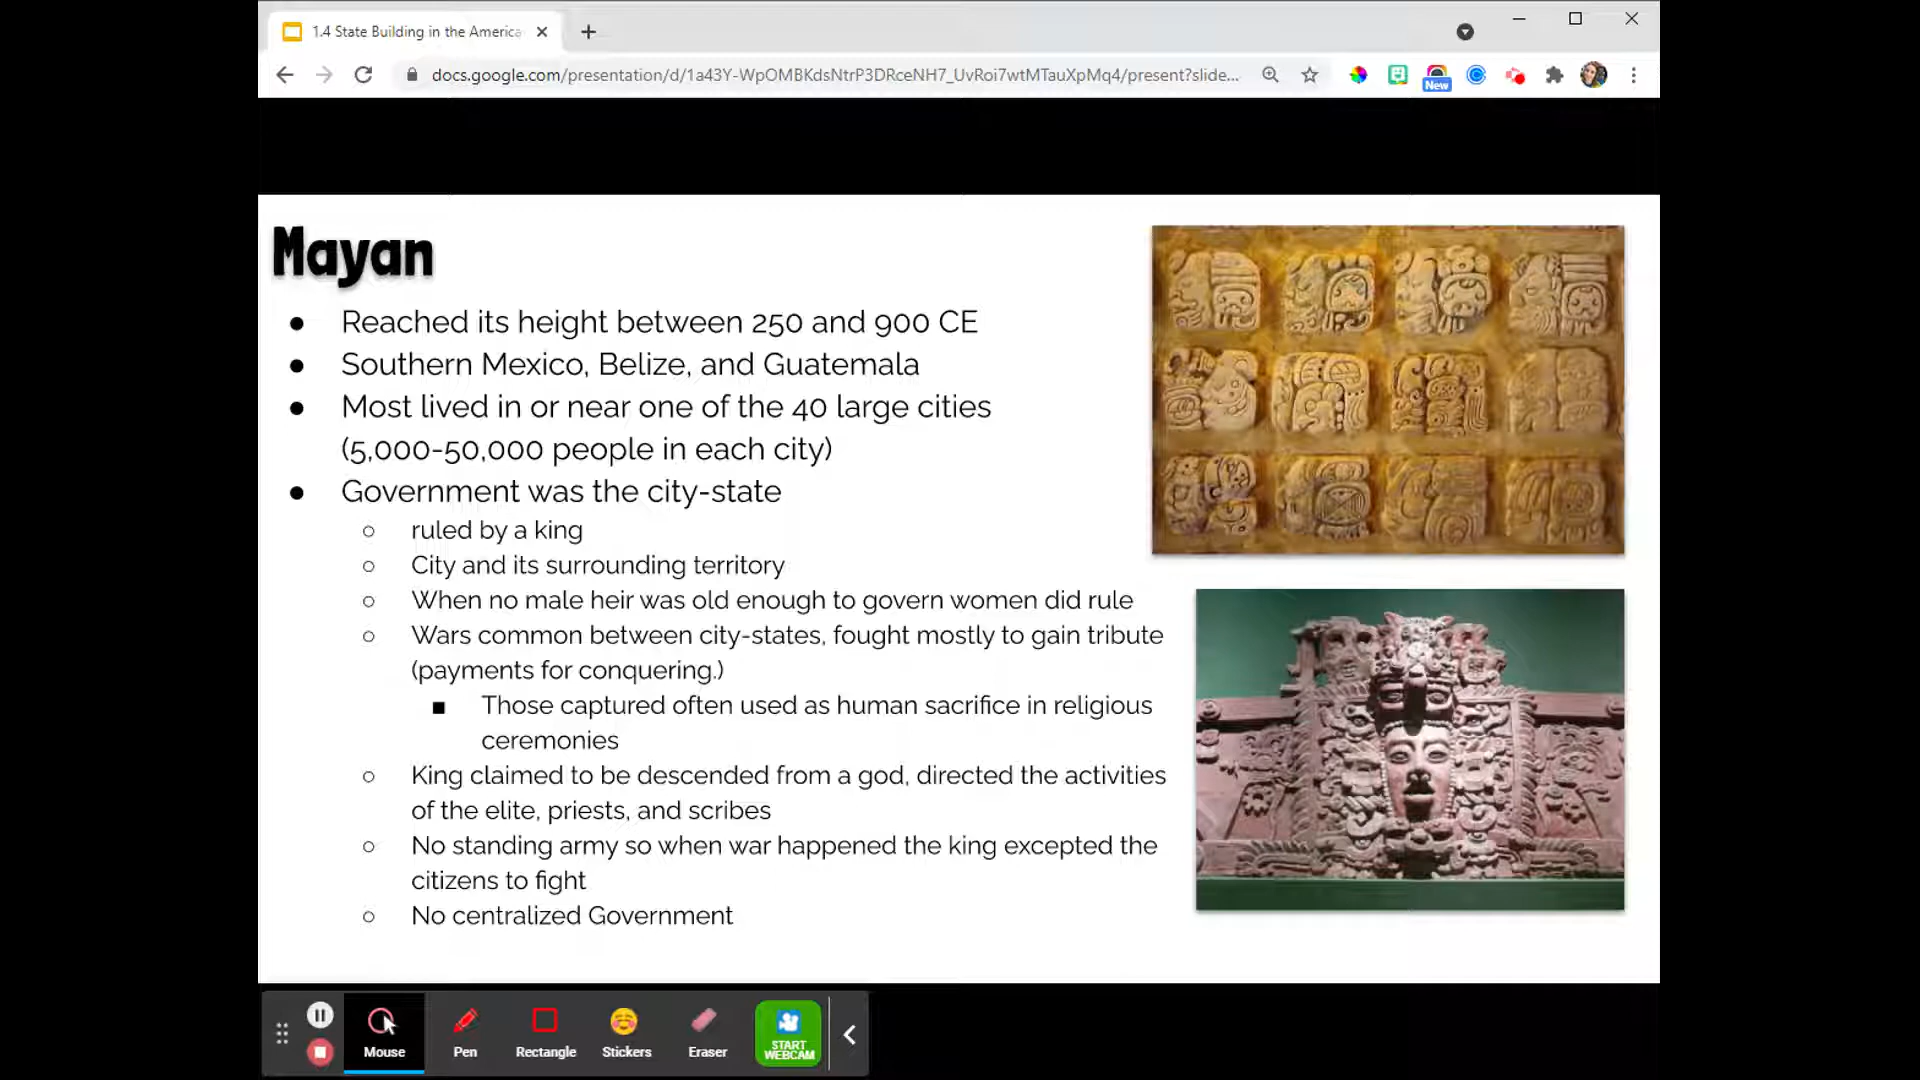 1.4 State Building in the America
docs.google.com/presentation/d/1a43Y-WpOMBKdsNtrP3DRceNH7_UvRoi7wtMTauXpMq4/present?slide...
New
Mayan
● Reached its height between 250 and 900 CE
● Southern Mexico, Belize, and Guatemala
● Most lived in or near one of the 40 large cities
(5,000-50,000 people in each city)
● Government was the city-state
○ ruled by a king
○ City and its surrounding territory
○ When no male heir was old enough to govern women did rule
○ Wars common between city-states, fought mostly to gain tribute
(payments for conquering.)
■ Those captured often used as human sacrifice in religious
ceremonies
○ King claimed to be descended from a god, directed the activities
of the elite, priests, and scribes
○ No standing army so when war happened the king excepted the
citizens to fight
○ No centralized Government
Mouse
Pen
Rectangle
Stickers
Eraser
START
WEBCAM